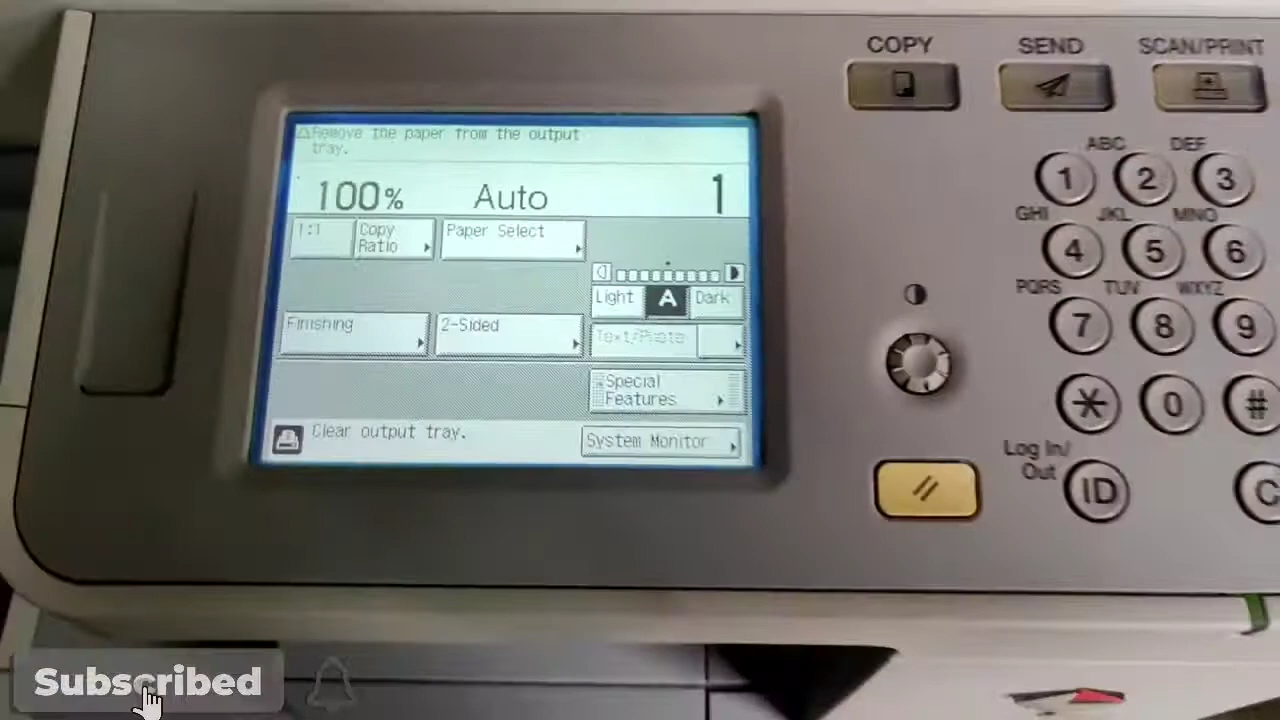 COPY SEND SCAN/PRINT
Remove the paper from the output
tray.
100% Auto 1
1:1 Copy
Ratio
Paper Select
Light A Dark
Finishing 2-Sided
Text/Photo
Special
Features
Clear output tray.
System Monitor
ABC DEF
1 2 3
GHI JKL MNO
4 5 6
PQRS TUV WXYZ
7 8 9
* 0 #
Log In/
Out
ID C
Subscribed